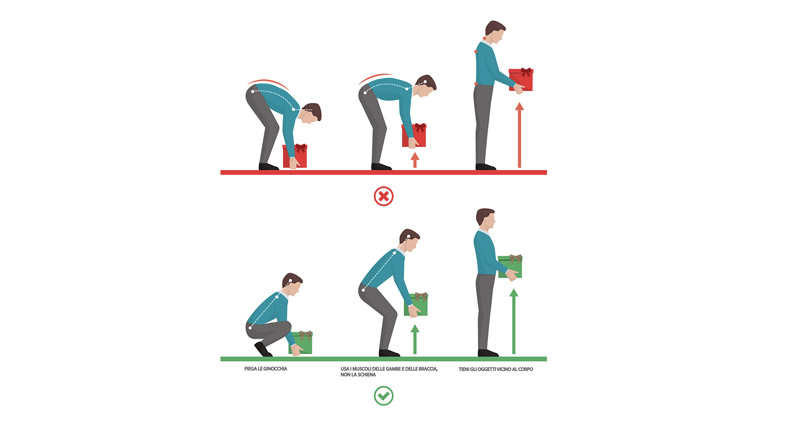 PIEGA LE GINOCCHIA
USA I MUSCOLI DELLE GAMBE E DELLE BRACCIA,
NON LA SCHIENA
TIENI GLI OGGETTI VICINO AL CORPO